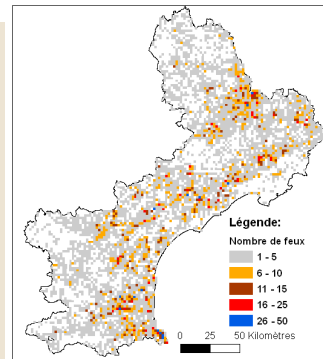 Légende:
Nombre de feux
1 - 5
6 - 10
11 - 15
16 - 25
26 - 50
0 25 50 Kilomètres